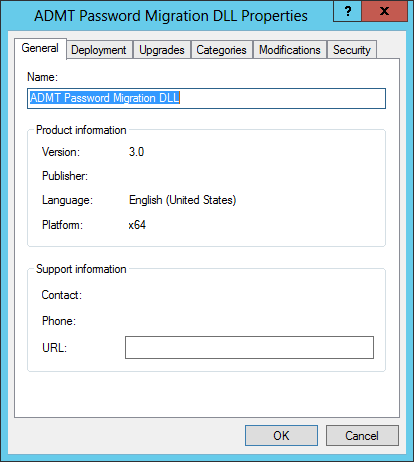 ADMT Password Migration DLL Properties
? X
General Deployment Upgrades Categories Modifications Security
Name:
ADMT Password Migration DLL
Product information
Version: 3.0
Publisher:
Language: English (United States)
Platform: x64
Support information
Contact:
Phone:
URL:
OK Cancel